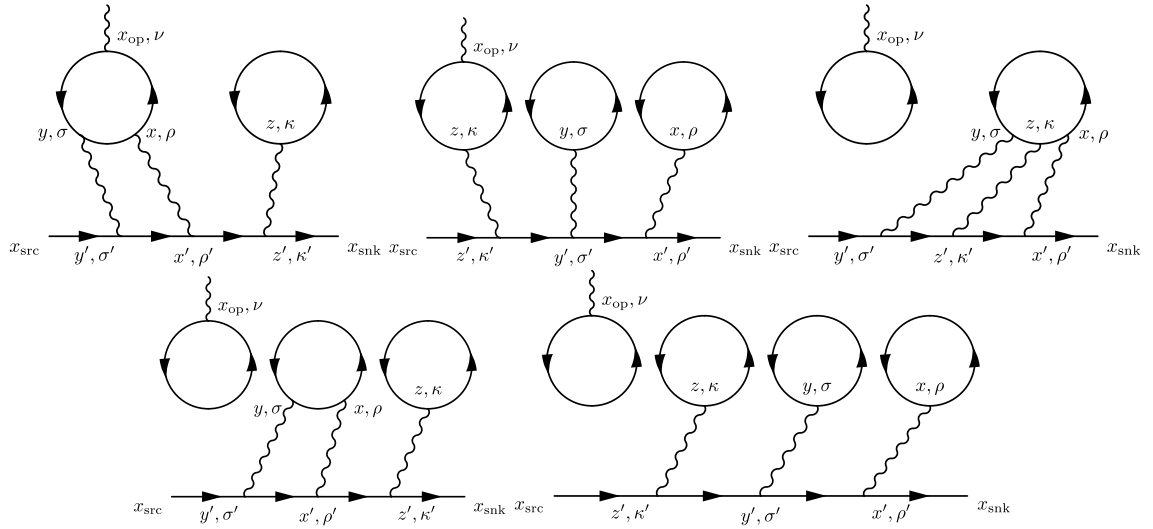 x_op, ν
x_op, ν
x_op, ν
y, σ
x, ρ
z, κ
z, κ
y, σ
x, ρ
y, σ
z, κ
x, ρ
x_src
y′, σ′
x′, ρ′
z′, κ′
x_snk
x_src
z′, κ′
y′, σ′
x′, ρ′
x_snk
x_src
y′, σ′
z′, κ′
x′, ρ′
x_snk
x_op, ν
x_op, ν
y, σ
x, ρ
z, κ
z, κ
y, σ
x, ρ
x_src
y′, σ′
x′, ρ′
z′, κ′
x_snk
x_src
z′, κ′
y′, σ′
x′, ρ′
x_snk